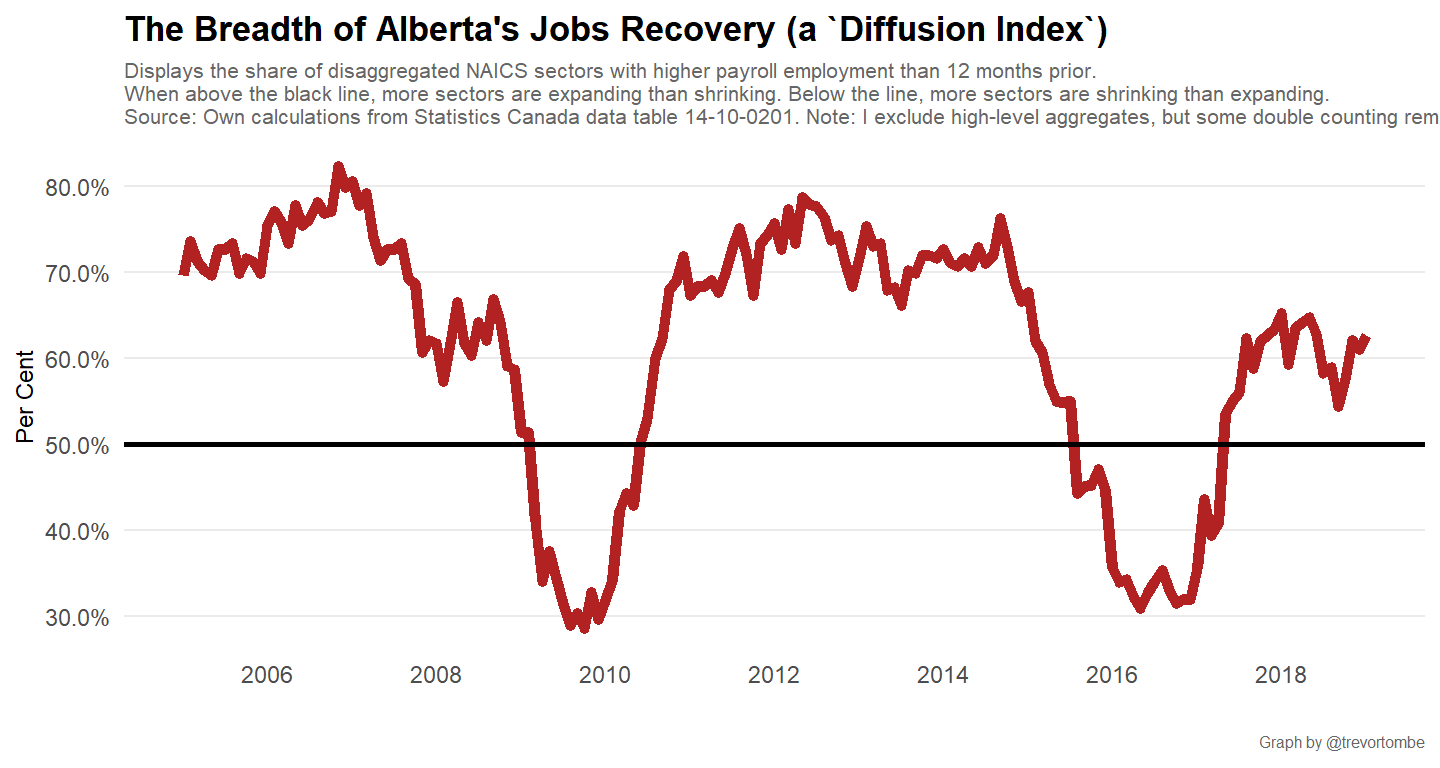 The Breadth of Alberta's Jobs Recovery (a `Diffusion Index`)
Displays the share of disaggregated NAICS sectors with higher payroll employment than 12 months prior.
When above the black line, more sectors are expanding than shrinking. Below the line, more sectors are shrinking than expanding.
Source: Own calculations from Statistics Canada data table 14-10-0201. Note: I exclude high-level aggregates, but some double counting rem
Per Cent
80.0%
70.0%
60.0%
50.0%
40.0%
30.0%
2006 2008 2010 2012 2014 2016 2018
Graph by @trevortombe